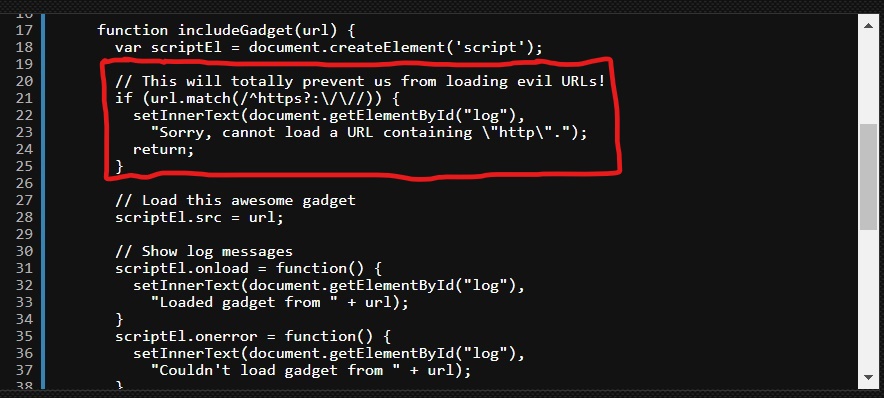 17 function includeGadget(url) {
18 var scriptEl = document.createElement('script');
19
20 // This will totally prevent us from loading evil URLs!
21 if (url.match(/^https?:\/\//)) {
22 setInnerText(document.getElementById("log"),
23 "Sorry, cannot load a URL containing \"http\".");
24 return;
25 }
26
27 // Load this awesome gadget
28 scriptEl.src = url;
29
30 // Show log messages
31 scriptEl.onload = function() {
32 setInnerText(document.getElementById("log"),
33 "Loaded gadget from " + url);
34 }
35 scriptEl.onerror = function() {
36 setInnerText(document.getElementById("log"),
37 "Couldn't load gadget from " + url);
38 }